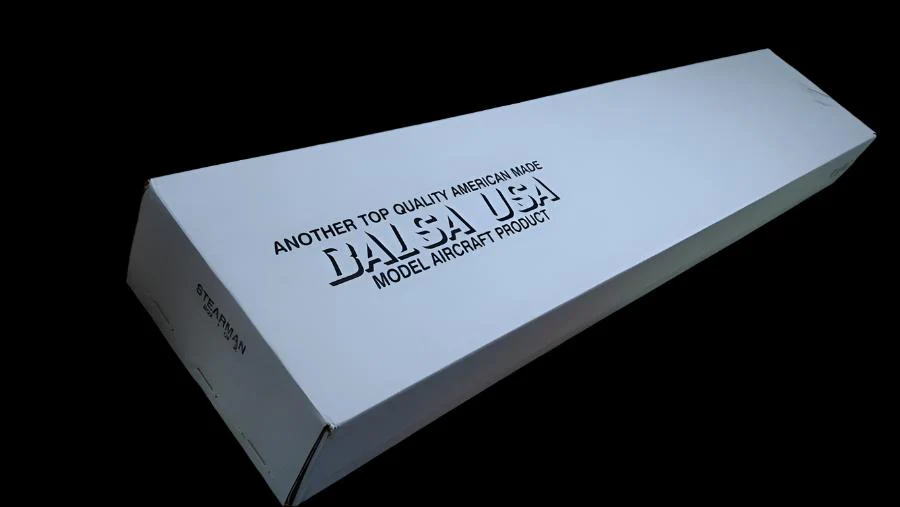 ANOTHER TOP QUALITY AMERICAN MADE
BALSA USA
MODEL AIRCRAFT PRODUCT
STEARMAN